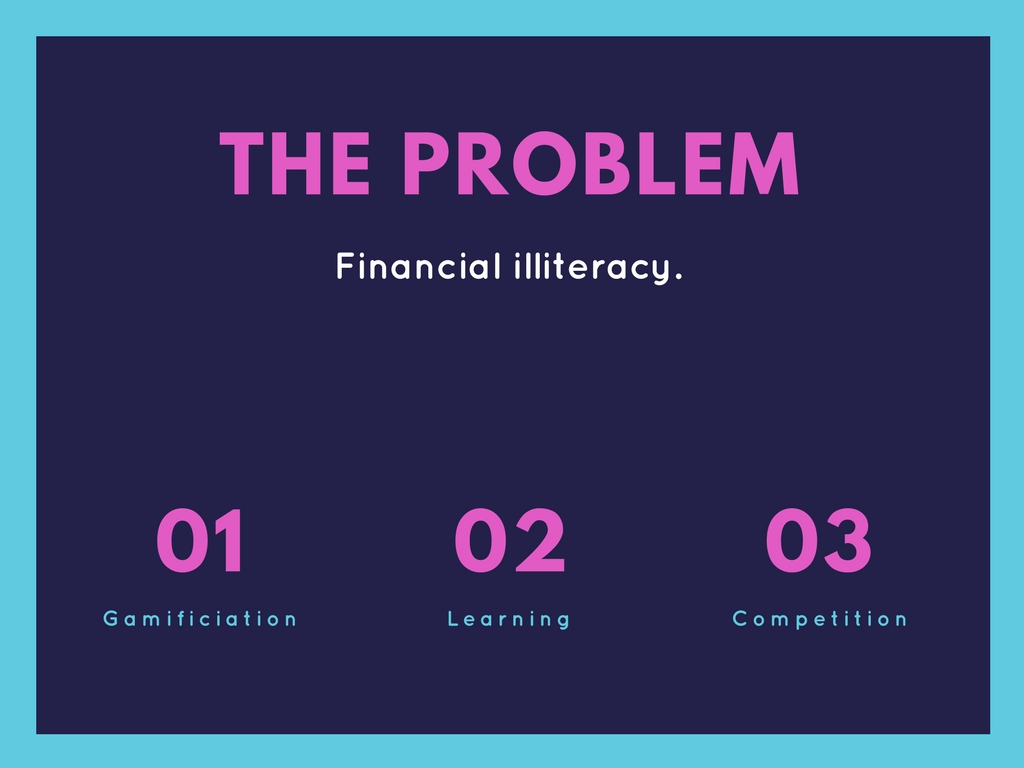 THE PROBLEM
Financial illiteracy.
01
02
03
Gamificiation
Learning
Competition